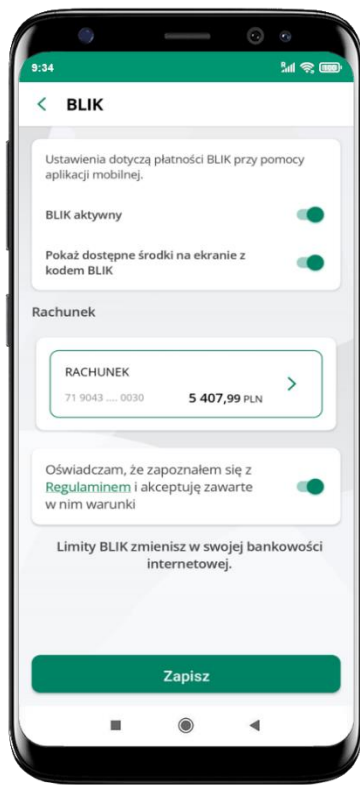 9:34
BLIK
Ustawienia dotyczą płatności BLIK przy pomocy
aplikacji mobilnej.
BLIK aktywny
Pokaż dostępne środki na ekranie z
kodem BLIK
Rachunek
RACHUNEK
71 9043 .... 0030 5 407,99 PLN
Oświadczam, że zapoznałem się z
Regulaminem i akceptuję zawarte
w nim warunki
Limity BLIK zmienisz w swojej bankowości
internetowej.
Zapisz